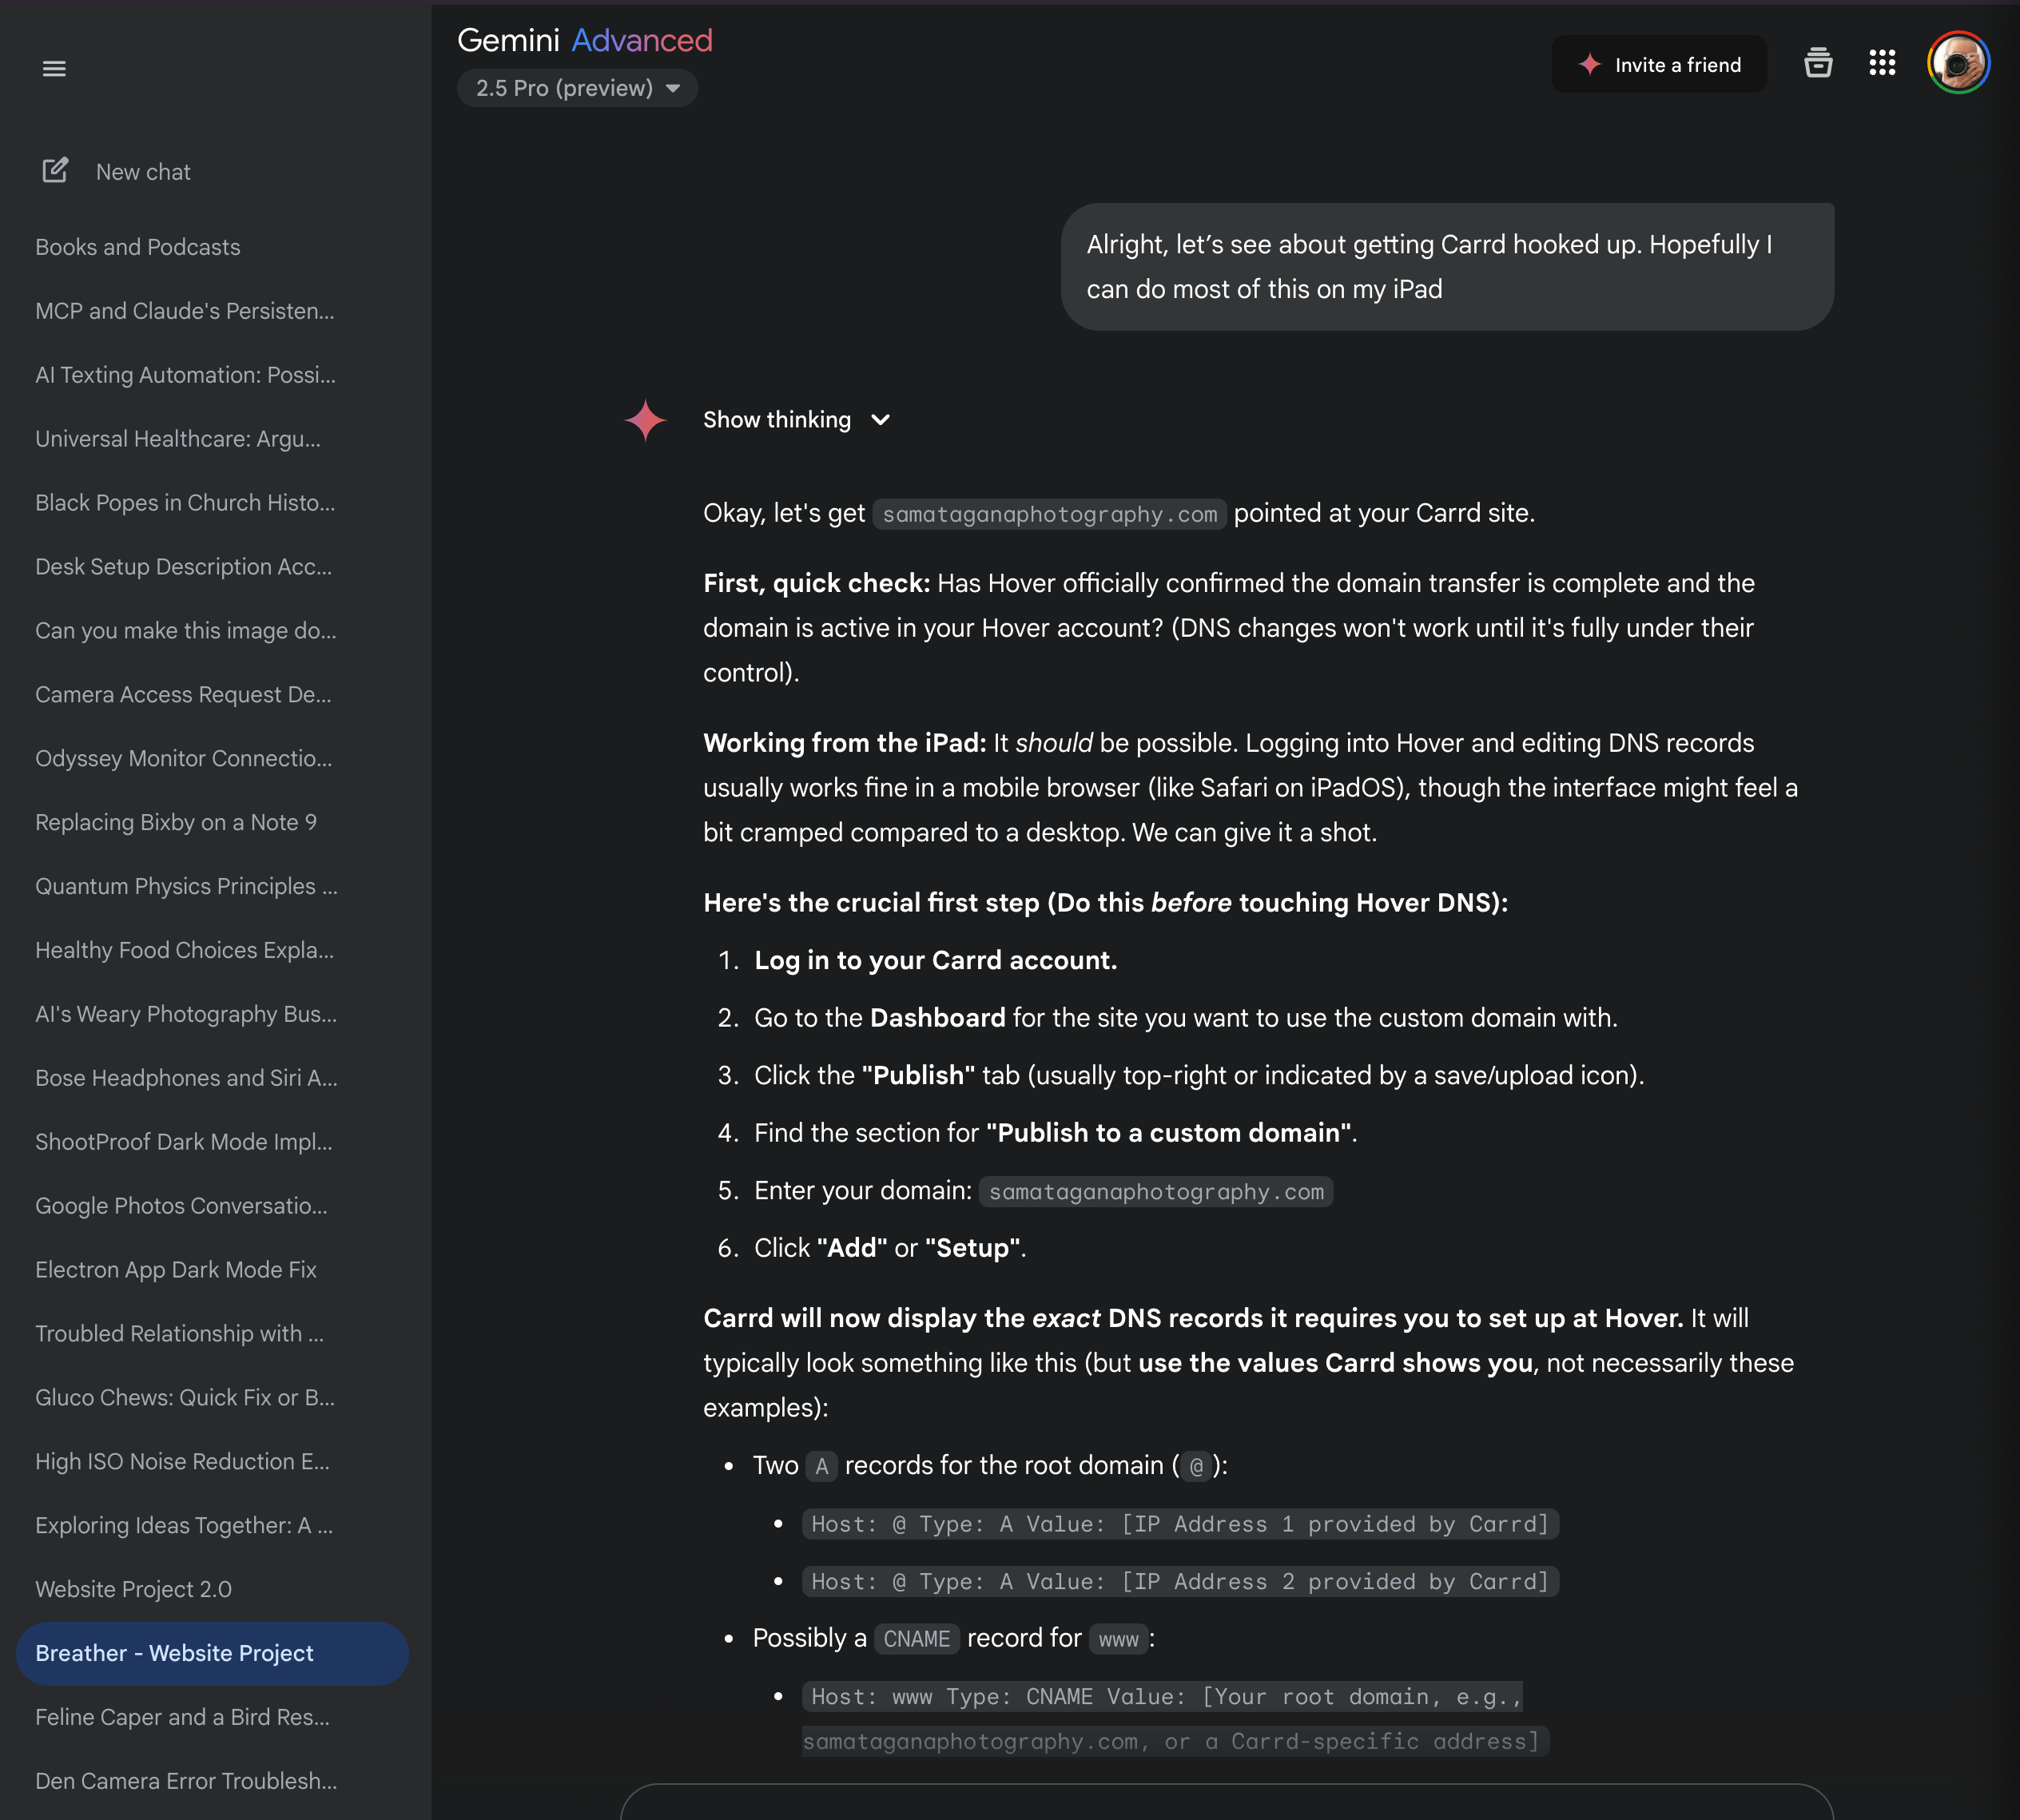 Gemini Advanced
2.5 Pro (preview)
Invite a friend
New chat
Books and Podcasts
MCP and Claude's Persisten...
AI Texting Automation: Possi...
Universal Healthcare: Argu...
Black Popes in Church Histo...
Desk Setup Description Acc...
Can you make this image do...
Camera Access Request De...
Odyssey Monitor Connectio...
Replacing Bixby on a Note 9
Quantum Physics Principles ...
Healthy Food Choices Expla...
AI's Weary Photography Bus...
Bose Headphones and Siri A...
ShootProof Dark Mode Impl...
Google Photos Conversatio...
Electron App Dark Mode Fix
Troubled Relationship with ...
Gluco Chews: Quick Fix or B...
High ISO Noise Reduction E...
Exploring Ideas Together: A ...
Website Project 2.0
Breather - Website Project
Feline Caper and a Bird Res...
Den Camera Error Troublesh...
Alright, let’s see about getting Carrd hooked up. Hopefully I
can do most of this on my iPad
Show thinking
Okay, let's get samataganaphotography.com pointed at your Carrd site.
First, quick check: Has Hover officially confirmed the domain transfer is complete and the
domain is active in your Hover account? (DNS changes won't work until it's fully under their
control).
Working from the iPad: It should be possible. Logging into Hover and editing DNS records
usually works fine in a mobile browser (like Safari on iPadOS), though the interface might feel a
bit cramped compared to a desktop. We can give it a shot.
Here's the crucial first step (Do this before touching Hover DNS):
1. Log in to your Carrd account.
2. Go to the Dashboard for the site you want to use the custom domain with.
3. Click the "Publish" tab (usually top-right or indicated by a save/upload icon).
4. Find the section for "Publish to a custom domain".
5. Enter your domain: samataganaphotography.com
6. Click "Add" or "Setup".
Carrd will now display the exact DNS records it requires you to set up at Hover. It will
typically look something like this (but use the values Carrd shows you, not necessarily these
examples):
• Two A records for the root domain (@):
• Host: @ Type: A Value: [IP Address 1 provided by Carrd]
• Host: @ Type: A Value: [IP Address 2 provided by Carrd]
• Possibly a CNAME record for www:
• Host: www Type: CNAME Value: [Your root domain, e.g.,
samataganaphotography.com, or a Carrd-specific address]